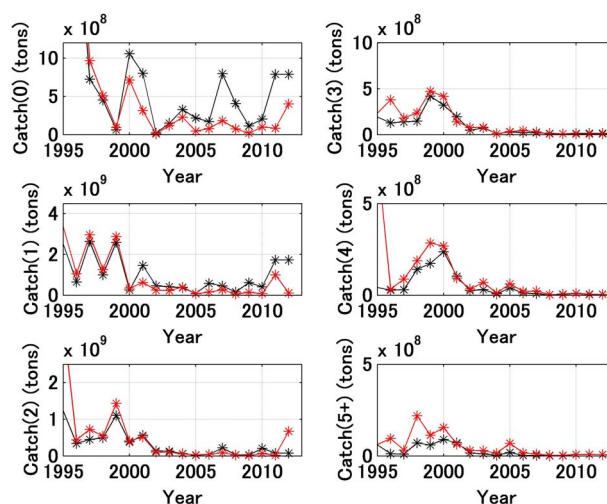 x 10^8
Catch(0) (tons)
10
5
0
1995 2000 2005 2010
Year
x 10^9
Catch(1) (tons)
4
2
0
1995 2000 2005 2010
Year
x 10^9
Catch(2) (tons)
2
1
0
1995 2000 2005 2010
Year
x 10^8
Catch(3) (tons)
10
5
0
1995 2000 2005 2010
Year
x 10^8
Catch(4) (tons)
5
0
1995 2000 2005 2010
Year
x 10^8
Catch(5+) (tons)
5
0
1995 2000 2005 2010
Year